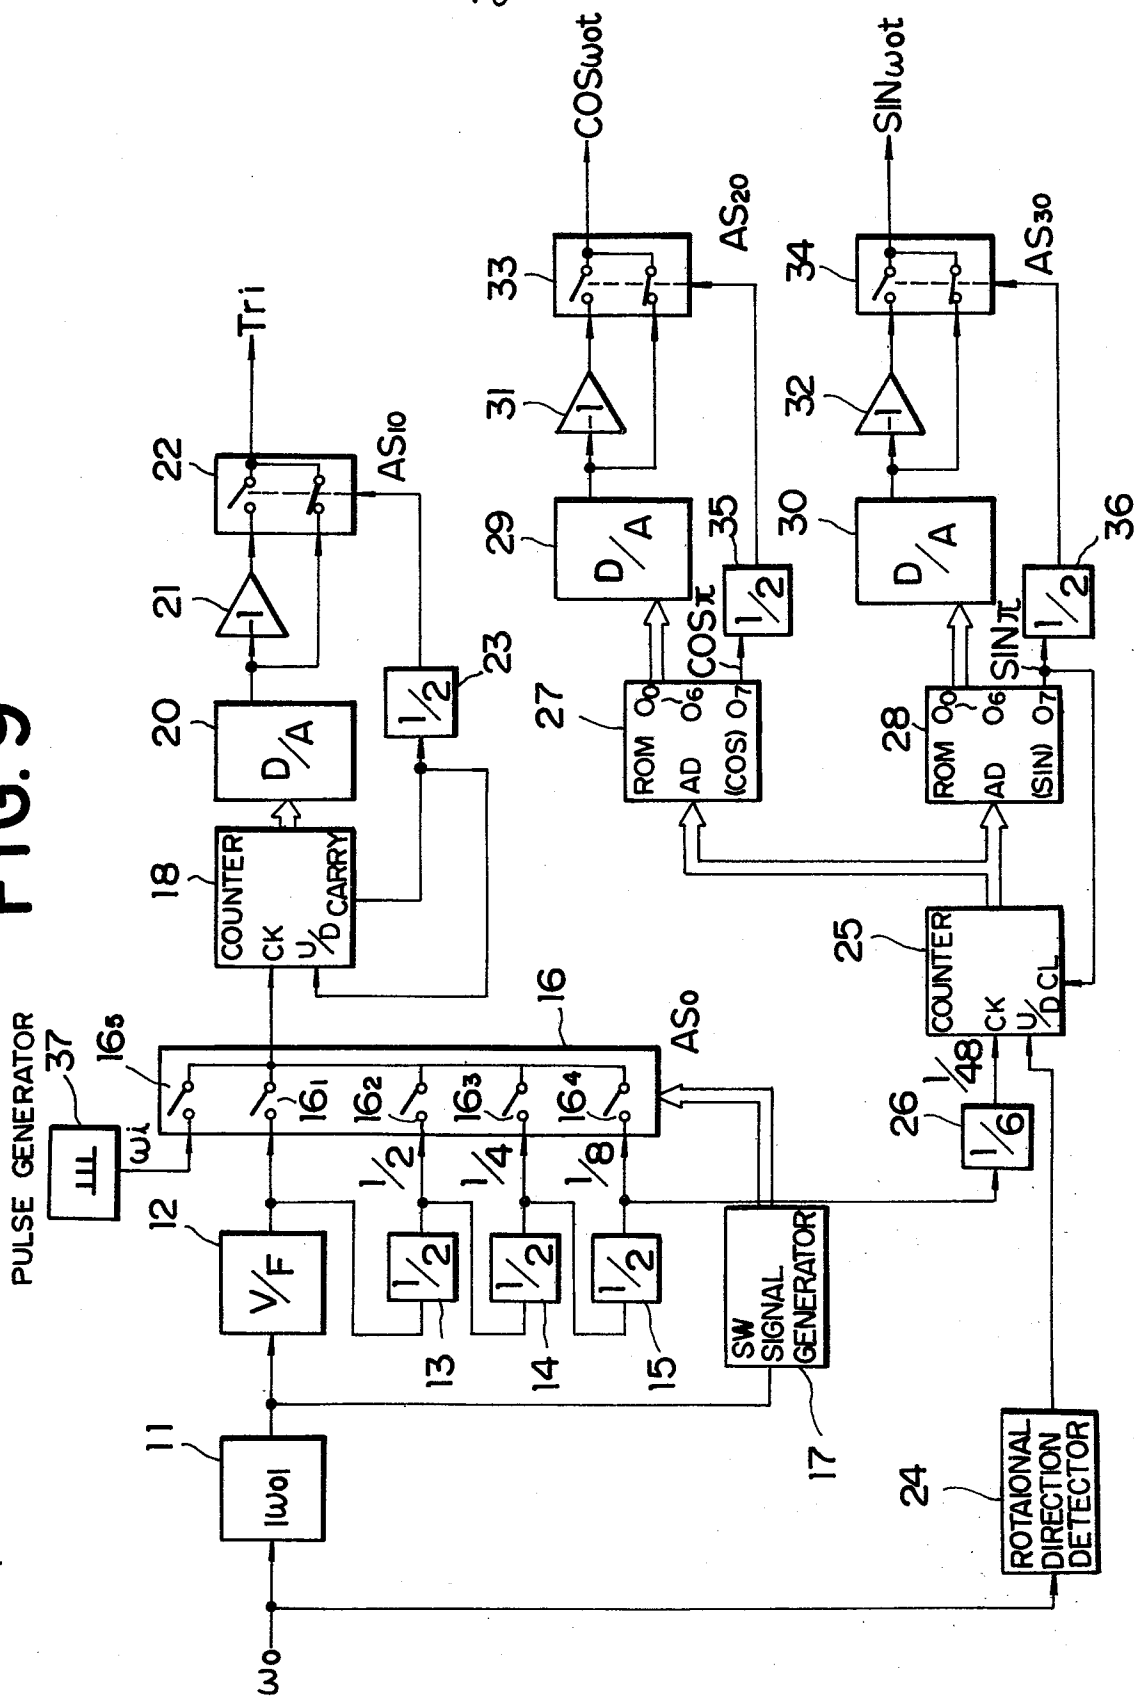 FIG. 9
PULSE GENERATOR
37
ωi
165
16
161
162
163
164
AS0
ω0
11
|ω0|
12
V/F
13
1/2
1/2
14
1/2
1/4
15
1/2
1/8
17
SW
SIGNAL
GENERATOR
18
COUNTER
CK
U/D
CARRY
20
D/A
21
-1
22
Tri
23
1/2
AS10
24
ROTAIONAL
DIRECTION
DETECTOR
26
1/6
1/48
25
COUNTER
CK
U/D
CL
27
ROM
AD
(COS)
O0
O6
O7
COSπ
28
ROM
AD
(SIN)
O0
O6
O7
SINπ
29
D/A
31
-1
33
COSω0t
35
1/2
AS20
30
D/A
32
-1
34
SINω0t
36
1/2
AS30